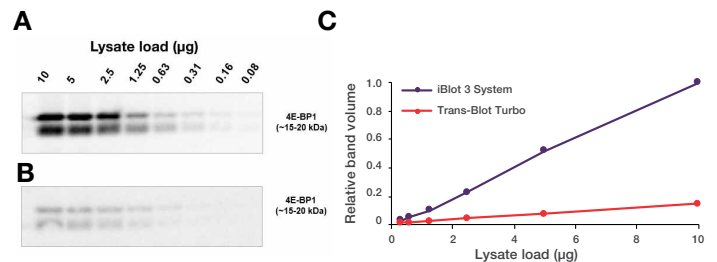 A
Lysate load (µg)
10 5 2.5 1.25 0.63 0.31 0.16 0.08
4E-BP1
(~15-20 kDa)
B
4E-BP1
(~15-20 kDa)
C
iBlot 3 System
Trans-Blot Turbo
Relative band volume
1.0
0.8
0.6
0.4
0.2
0
0 2 4 6 8 10
Lysate load (µg)